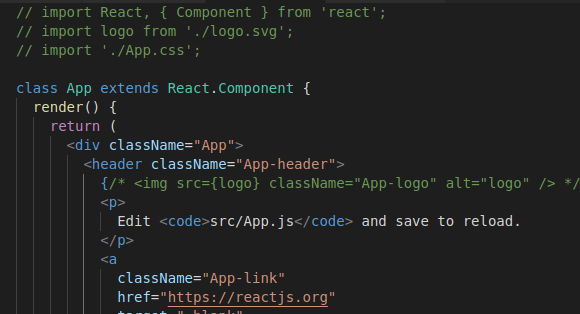 // import React, { Component } from 'react';
// import logo from './logo.svg';
// import './App.css';
class App extends React.Component {
render() {
return (
<div className="App">
<header className="App-header">
{/* <img src={logo} className="App-logo" alt="logo" /> */
<p>
Edit <code>src/App.js</code> and save to reload.
</p>
<a
className="App-link"
href="https://reactjs.org"
target="_blank"